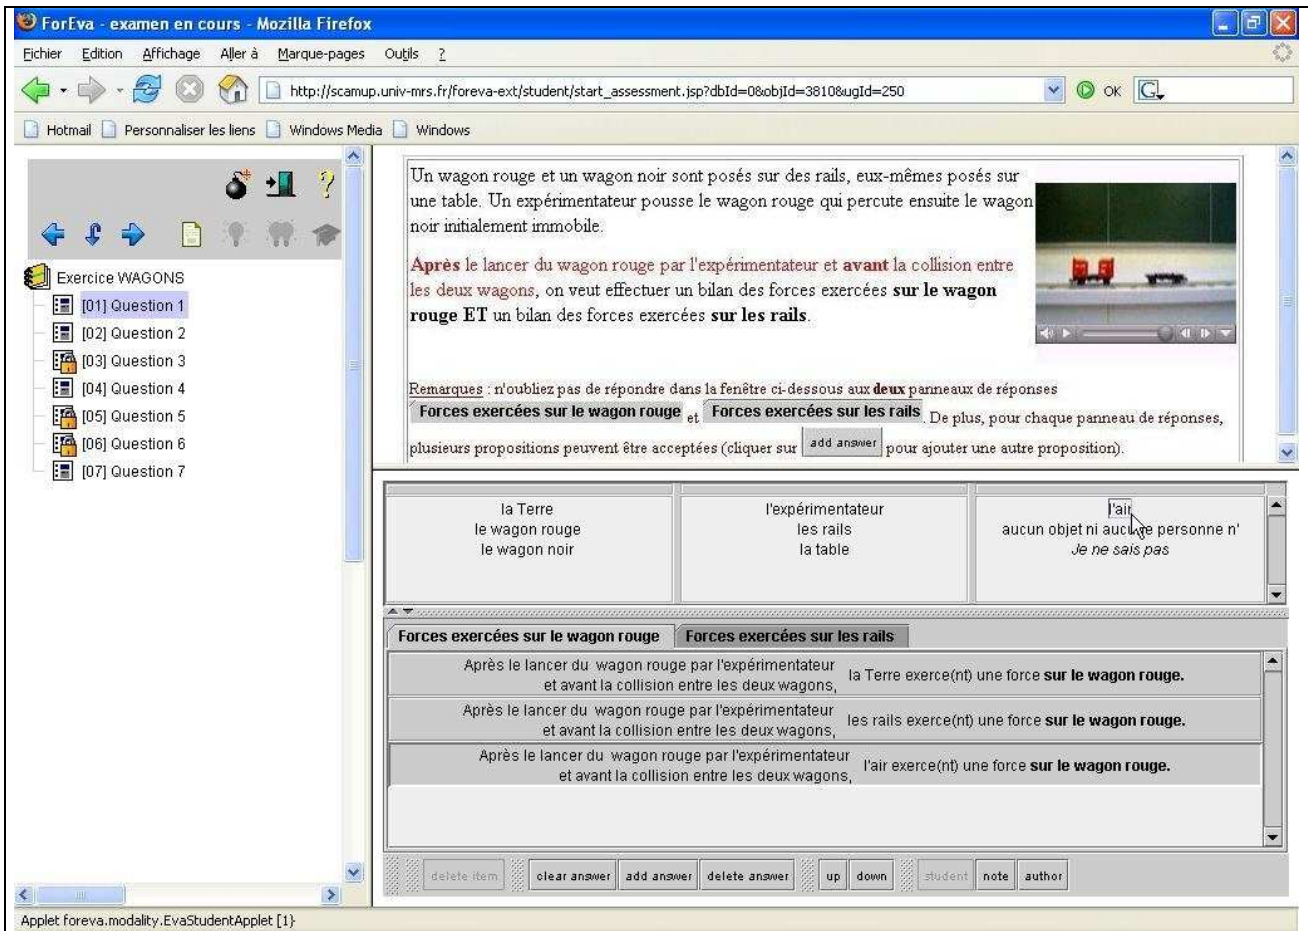 ForEva - examen en cours - Mozilla Firefox
Fichier Edition Affichage Aller à Marque-pages Outils ?
http://scamup.univ-mrs.fr/foreva-ext/student/start_assessment.jsp?dbId=0&objId=3810&ugId=250
OK
G
Hotmail Personnaliser les liens Windows Media Windows
Exercice WAGONS
[01] Question 1
[02] Question 2
[03] Question 3
[04] Question 4
[05] Question 5
[06] Question 6
[07] Question 7
Un wagon rouge et un wagon noir sont posés sur des rails, eux-mêmes posés sur
une table. Un expérimentateur pousse le wagon rouge qui percute ensuite le wagon
noir initialement immobile.
Après le lancer du wagon rouge par l'expérimentateur et avant la collision entre
les deux wagons, on veut effectuer un bilan des forces exercées sur le wagon
rouge ET un bilan des forces exercées sur les rails.
Remarques : n'oubliez pas de répondre dans la fenêtre ci-dessous aux deux panneaux de réponses
Forces exercées sur le wagon rouge et Forces exercées sur les rails. De plus, pour chaque panneau de réponses,
plusieurs propositions peuvent être acceptées (cliquer sur add answer pour ajouter une autre proposition).
la Terre
le wagon rouge
le wagon noir
l'expérimentateur
les rails
la table
l'air
aucun objet ni aucune personne n'
Je ne sais pas
Forces exercées sur le wagon rouge Forces exercées sur les rails
Après le lancer du wagon rouge par l'expérimentateur
et avant la collision entre les deux wagons, la Terre exerce(nt) une force sur le wagon rouge.
Après le lancer du wagon rouge par l'expérimentateur
et avant la collision entre les deux wagons, les rails exerce(nt) une force sur le wagon rouge.
Après le lancer du wagon rouge par l'expérimentateur
et avant la collision entre les deux wagons, l'air exerce(nt) une force sur le wagon rouge.
delete item clear answer add answer delete answer up down student note author
Applet foreva.modality.EvaStudentApplet [1}